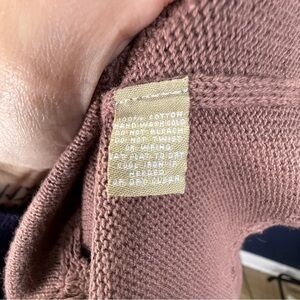 100% COTTON
HAND WASH COLD
DO NOT BLEACH
DO NOT TWIST
OR WRING
LAY FLAT TO DRY
COOL IRON IF
NEEDED
OR DRY CLEAN